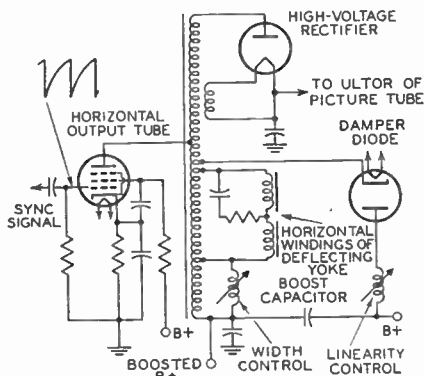 HIGH-VOLTAGE
RECTIFIER
TO ULTOR OF
PICTURE TUBE
HORIZONTAL
OUTPUT TUBE
DAMPER
DIODE
SYNC
SIGNAL
HORIZONTAL
WINDINGS OF
DEFLECTING
YOKE
BOOST
CAPACITOR
B+
B+
BOOSTED
B+
WIDTH
CONTROL
LINEARITY
CONTROL